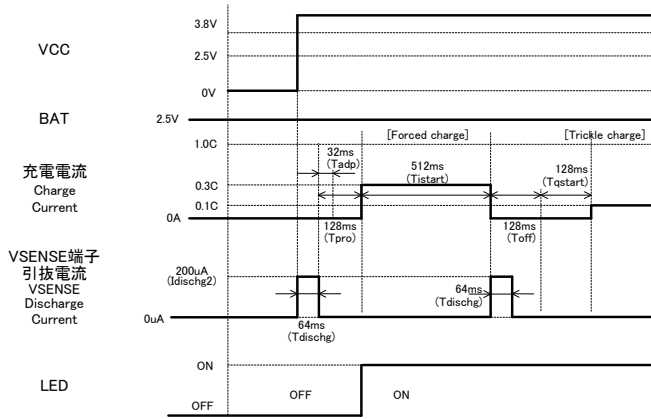 VCC
3.8V
2.5V
0V
BAT
2.5V
[Forced charge]
[Trickle charge]
充電電流
Charge
Current
1.0C
0.3C
0.1C
0A
32ms
(Tadp)
512ms
(Tistart)
128ms
(Tqstart)
128ms
(Tpro)
128ms
(Toff)
VSENSE端子
引抜電流
VSENSE
Discharge
Current
200uA
(Idischg2)
0uA
64ms
(Tdischg)
64ms
(Tdischg)
LED
ON
OFF
OFF
ON